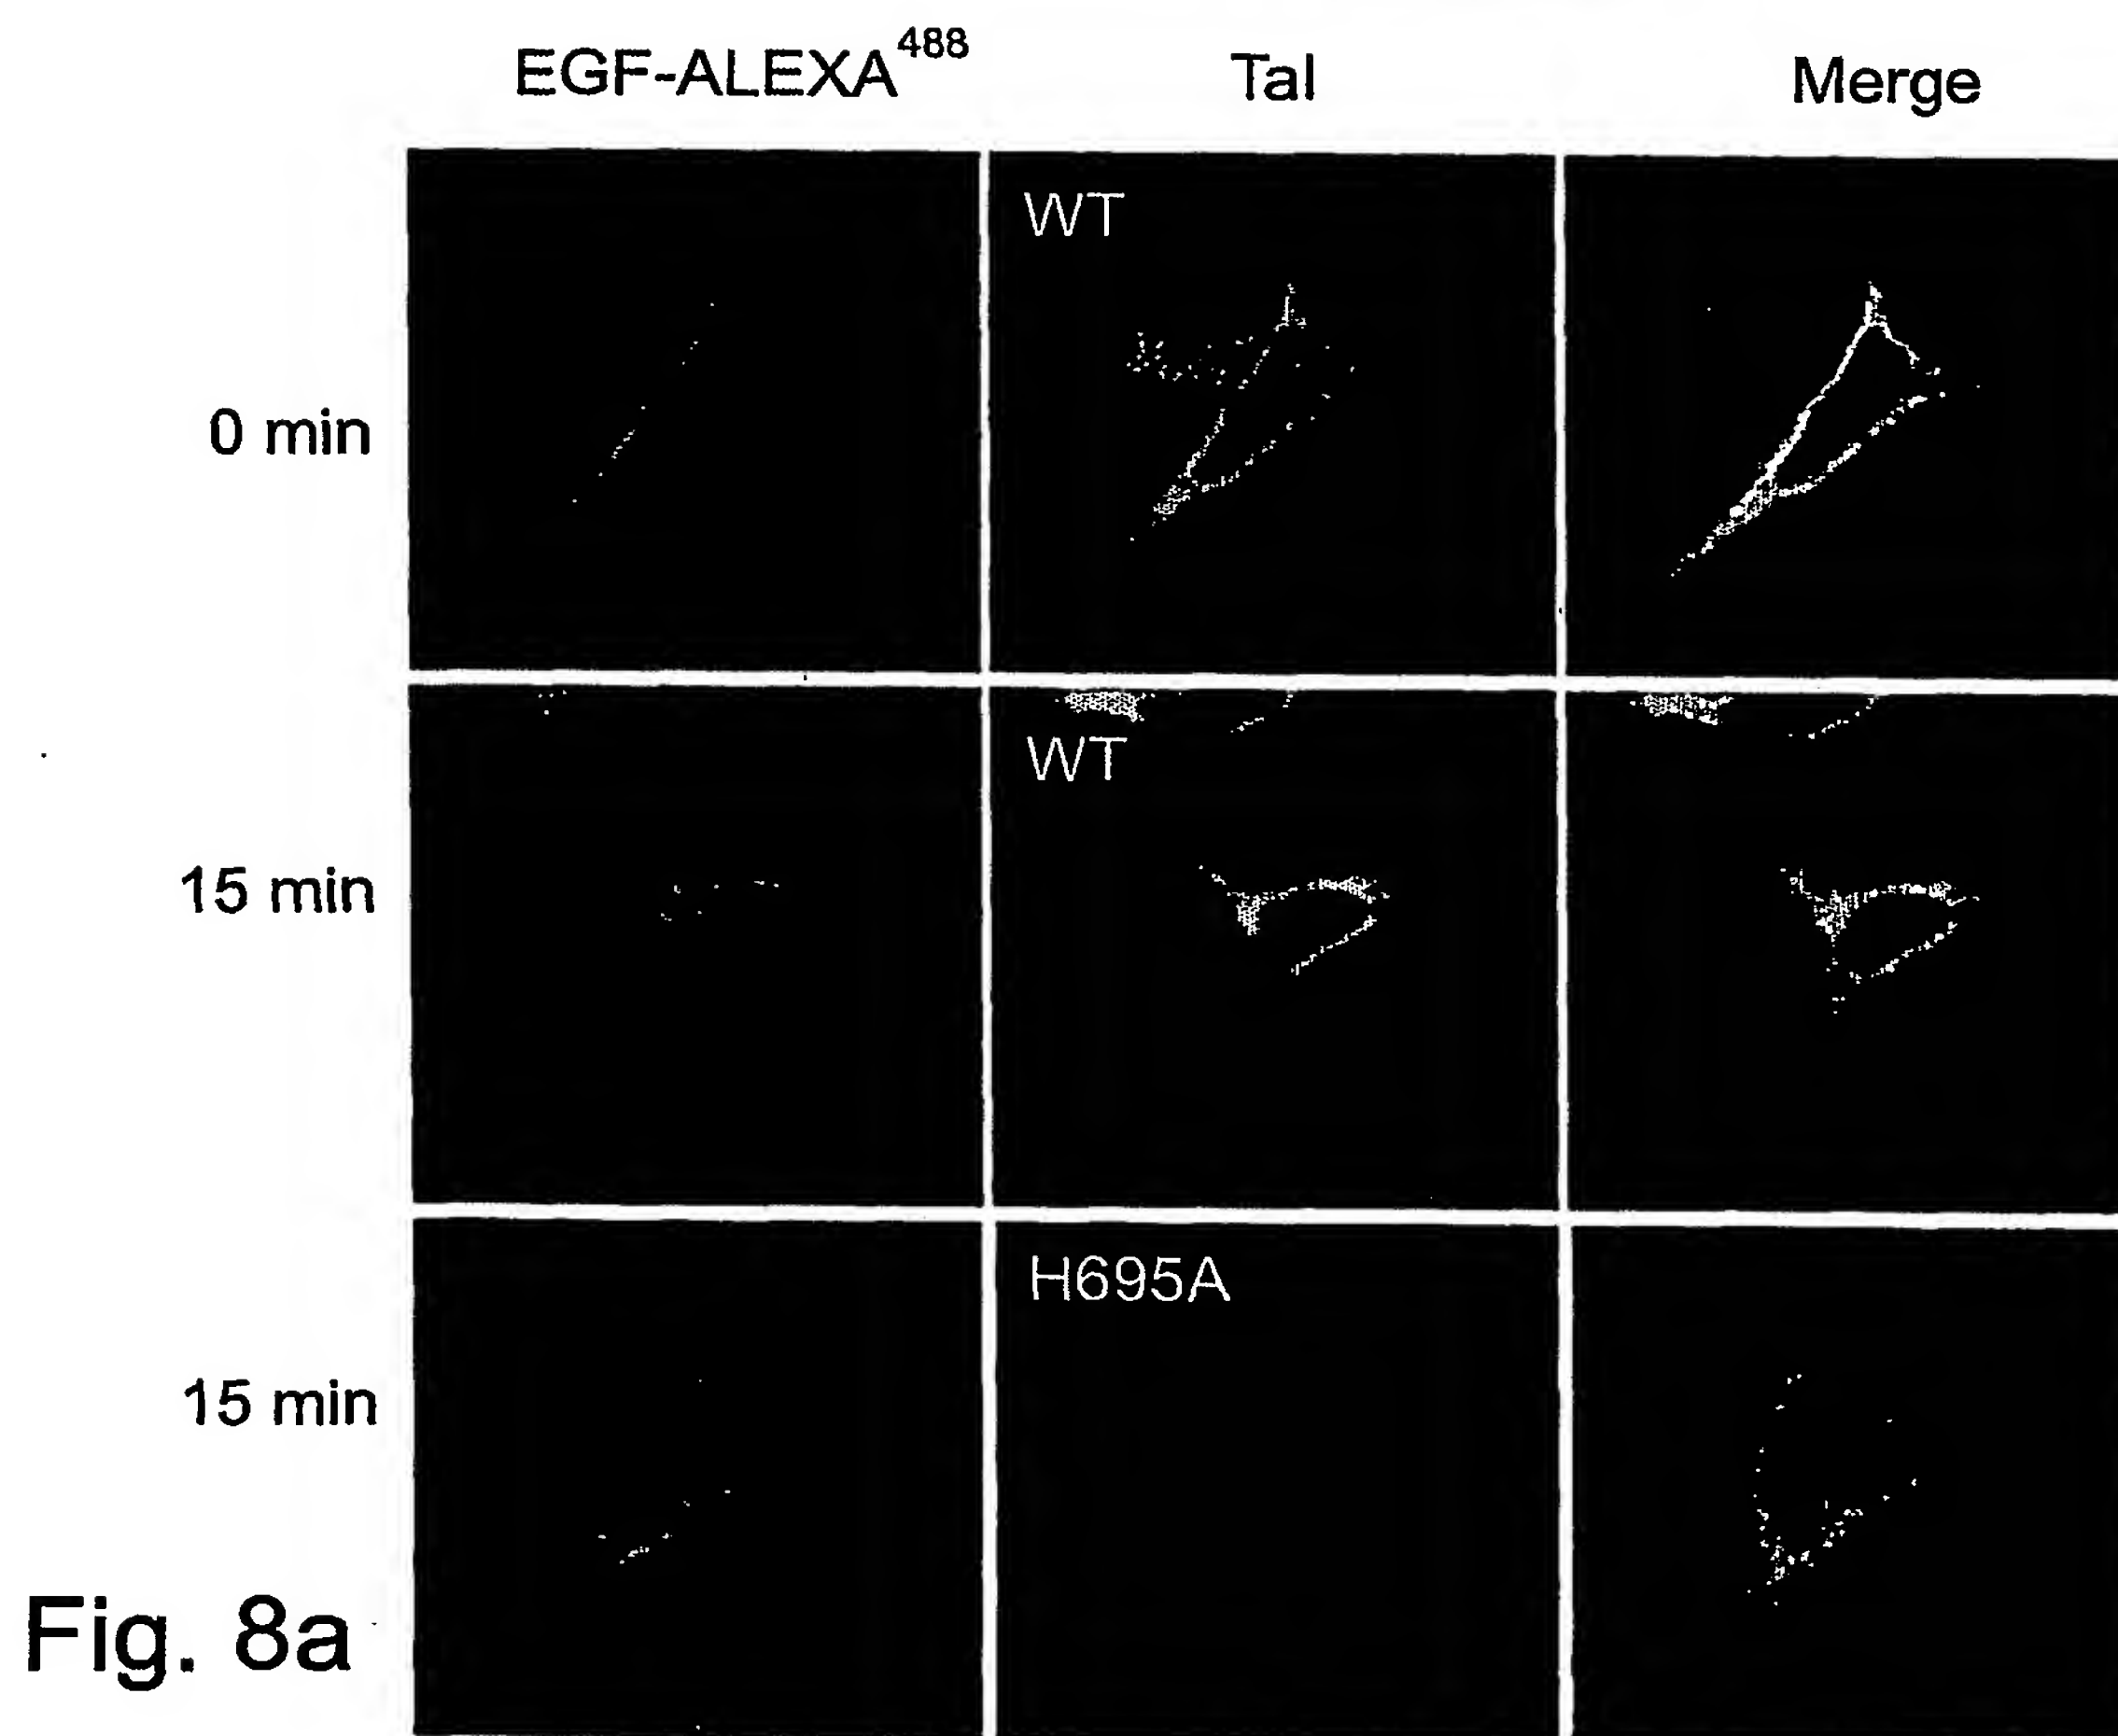 EGF-ALEXA⁴⁸⁸ Tal Merge
WT
0 min
WT
15 min
H695A
15 min
Fig. 8a